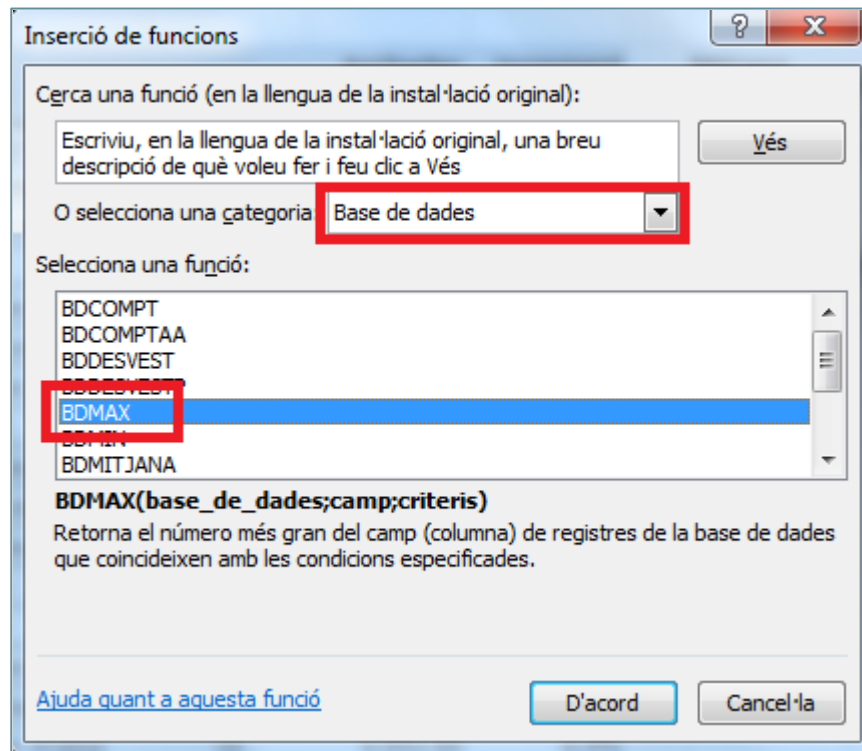 Inserció de funcions
Cerca una funció (en la llengua de la instal·lació original):
Escriviu, en la llengua de la instal·lació original, una breu
descripció de què voleu fer i feu clic a Vés
Vés
O selecciona una categoria:
Base de dades
Selecciona una funció:
BDCOMPT
BDCOMPTAA
BDDESVEST
BDDESVESTP
BDMAX
BDMIN
BDMITJANA
BDMAX(base_de_dades;camp;criteris)
Retorna el número més gran del camp (columna) de registres de la base de dades
que coincideixen amb les condicions especificades.
Ajuda quant a aquesta funció
D'acord
Cancel·la